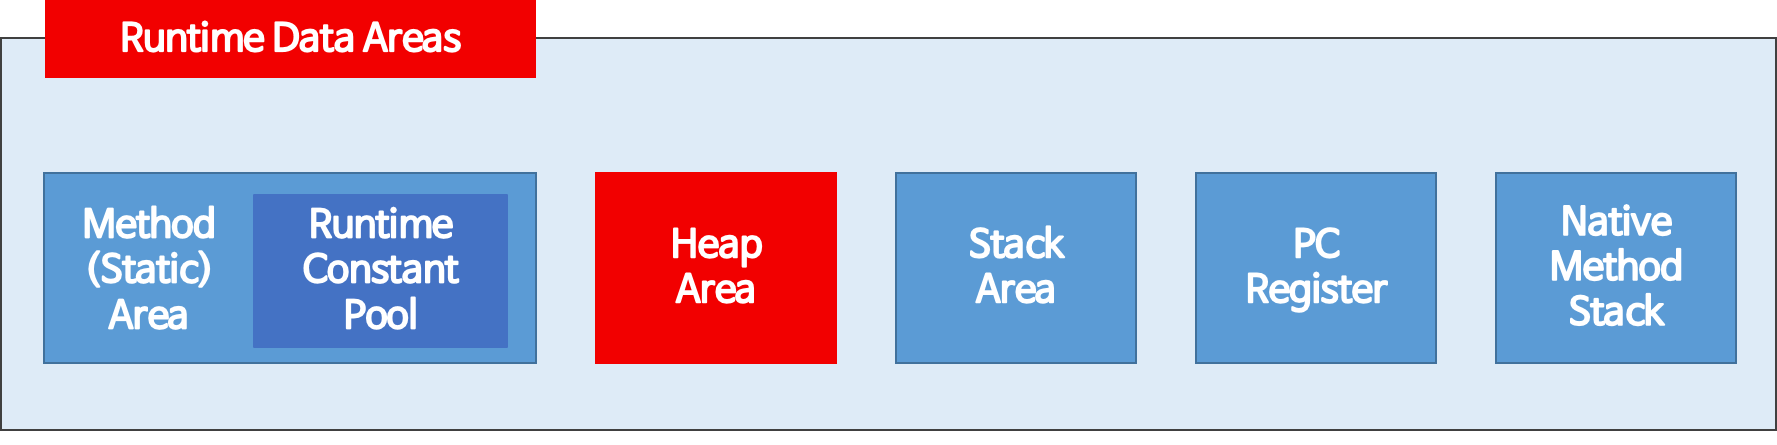 Runtime Data Areas
Method
(Static)
Area
Runtime
Constant
Pool
Heap
Area
Stack
Area
PC
Register
Native
Method
Stack